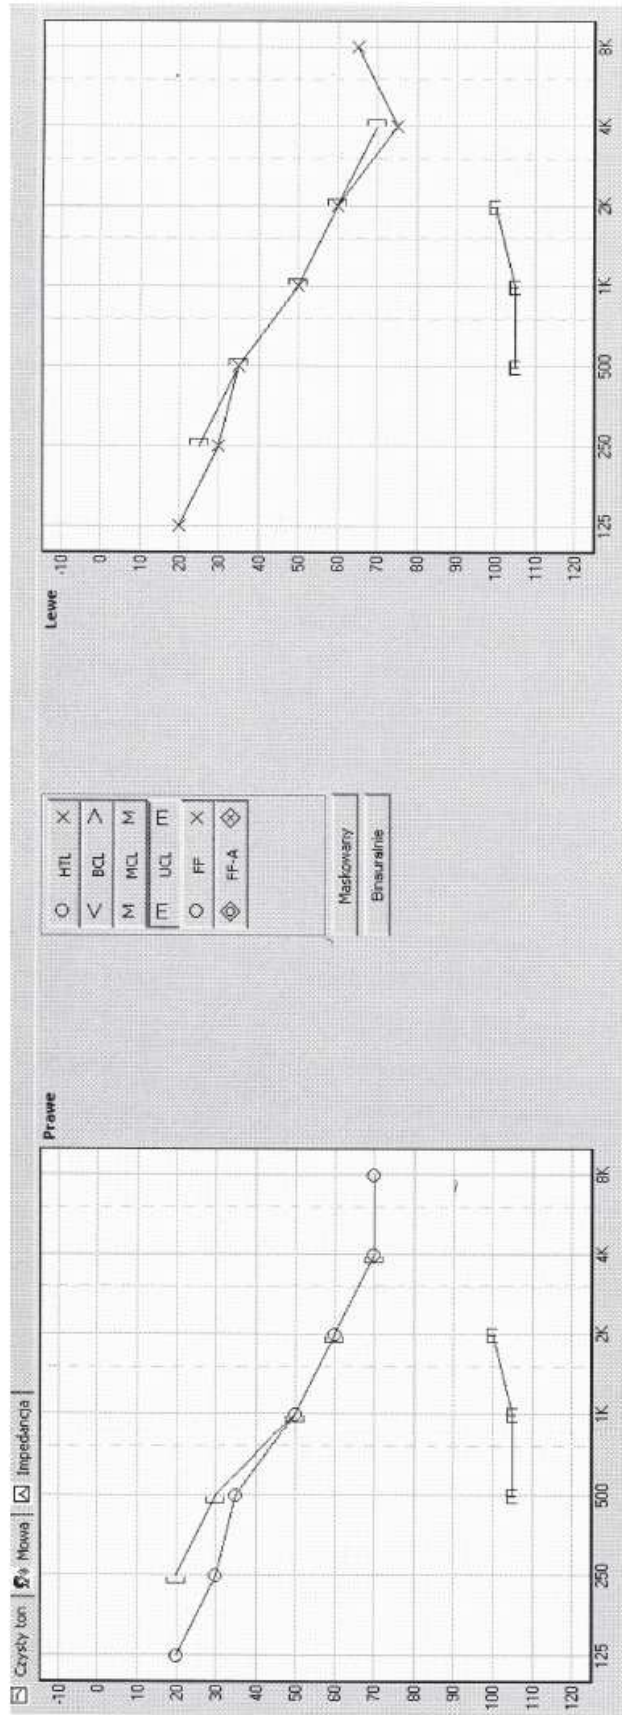 Czysty ton Mowa Impedancja
Prawe
-10
0
10
20
30
40
50
60
70
80
90
100
110
120
125 250 500 1K 2K 4K 8K
HTL
BCL
M MCL M
UCL
FF
FF-A
Maskowany
Binauralnie
Lewe
-10
0
10
20
30
40
50
60
70
80
90
100
110
120
125 250 500 1K 2K 4K 8K